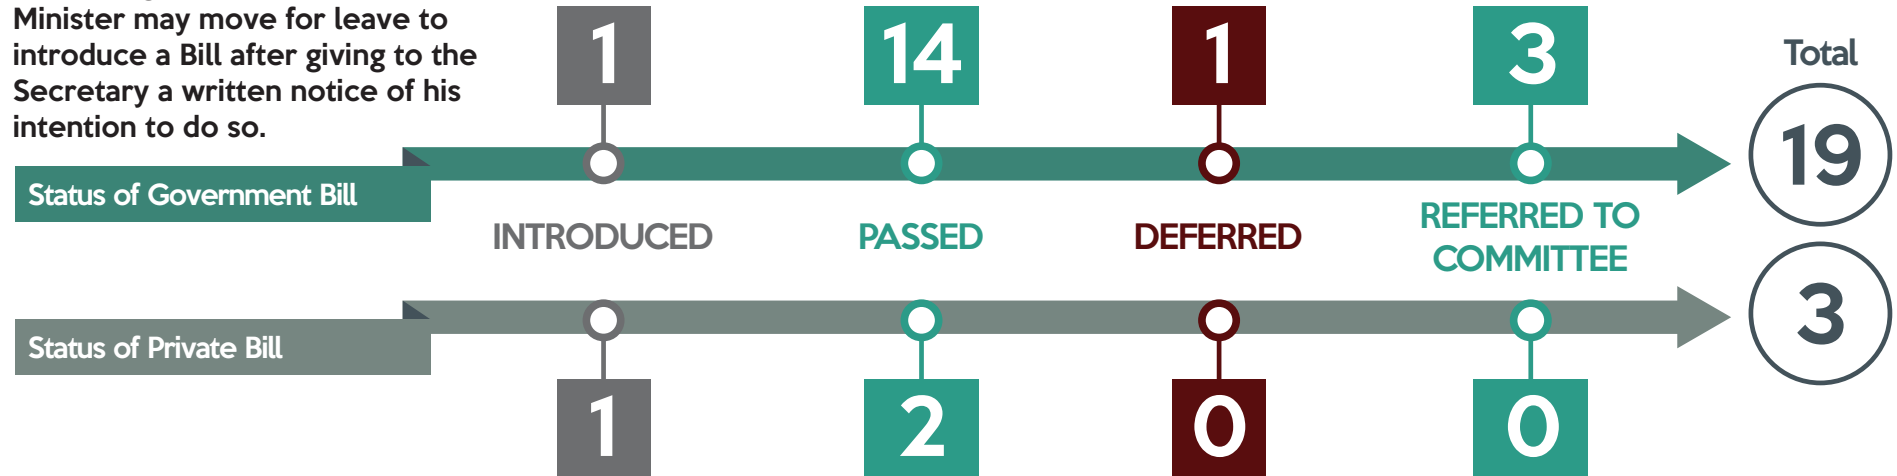 Minister may move for leave to
introduce a Bill after giving to the
Secretary a written notice of his
intention to do so.
1
14
1
3
Total
19
Status of Government Bill
INTRODUCED
PASSED
DEFERRED
REFERRED TO
COMMITTEE
3
Status of Private Bill
1
2
0
0